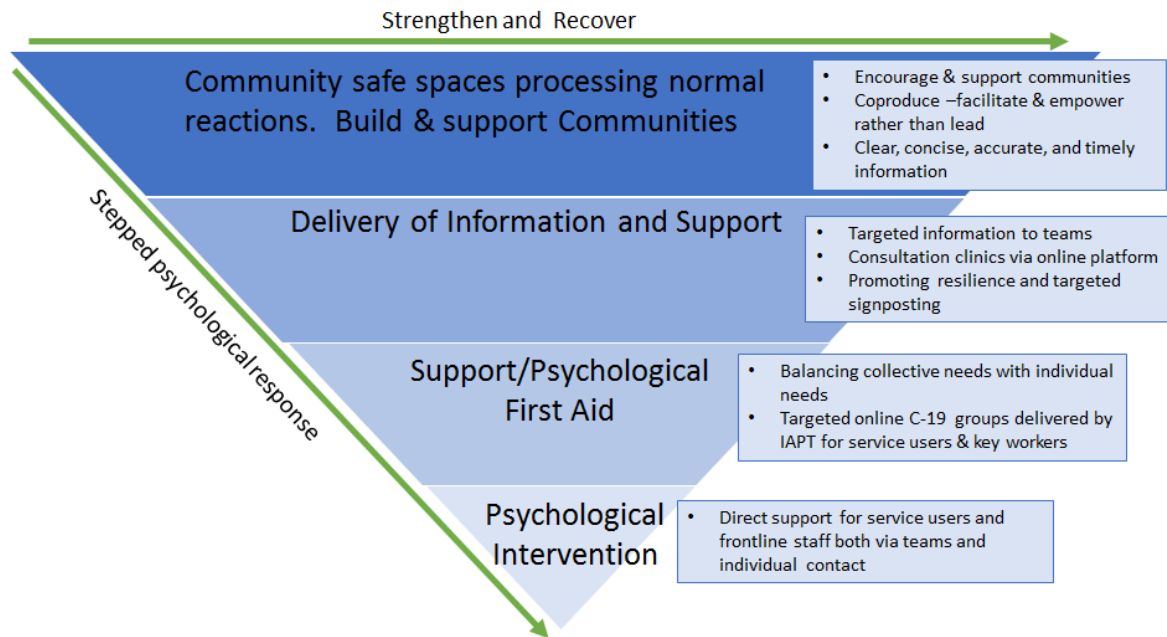 Strengthen and Recover
Community safe spaces processing normal
reactions. Build & support Communities
• Encourage & support communities
• Coproduce –facilitate & empower
rather than lead
• Clear, concise, accurate, and timely
information
Stepped psychological response
Delivery of Information and Support
• Targeted information to teams
• Consultation clinics via online platform
• Promoting resilience and targeted
signposting
Support/Psychological
First Aid
• Balancing collective needs with individual
needs
• Targeted online C-19 groups delivered by
IAPT for service users & key workers
Psychological
Intervention
• Direct support for service users and
frontline staff both via teams and
individual contact